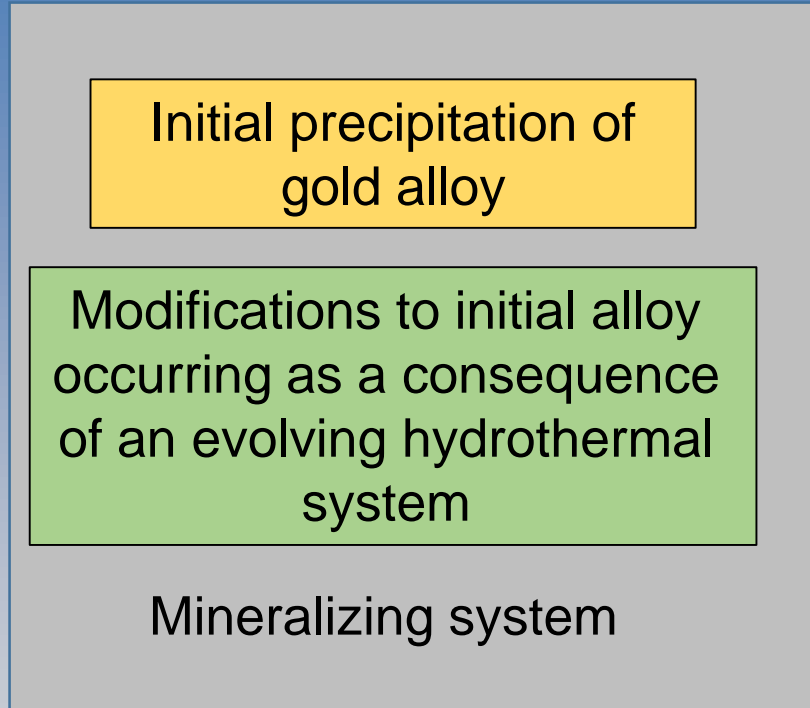 Initial precipitation of
gold alloy
Modifications to initial alloy
occurring as a consequence
of an evolving hydrothermal
system
Mineralizing system